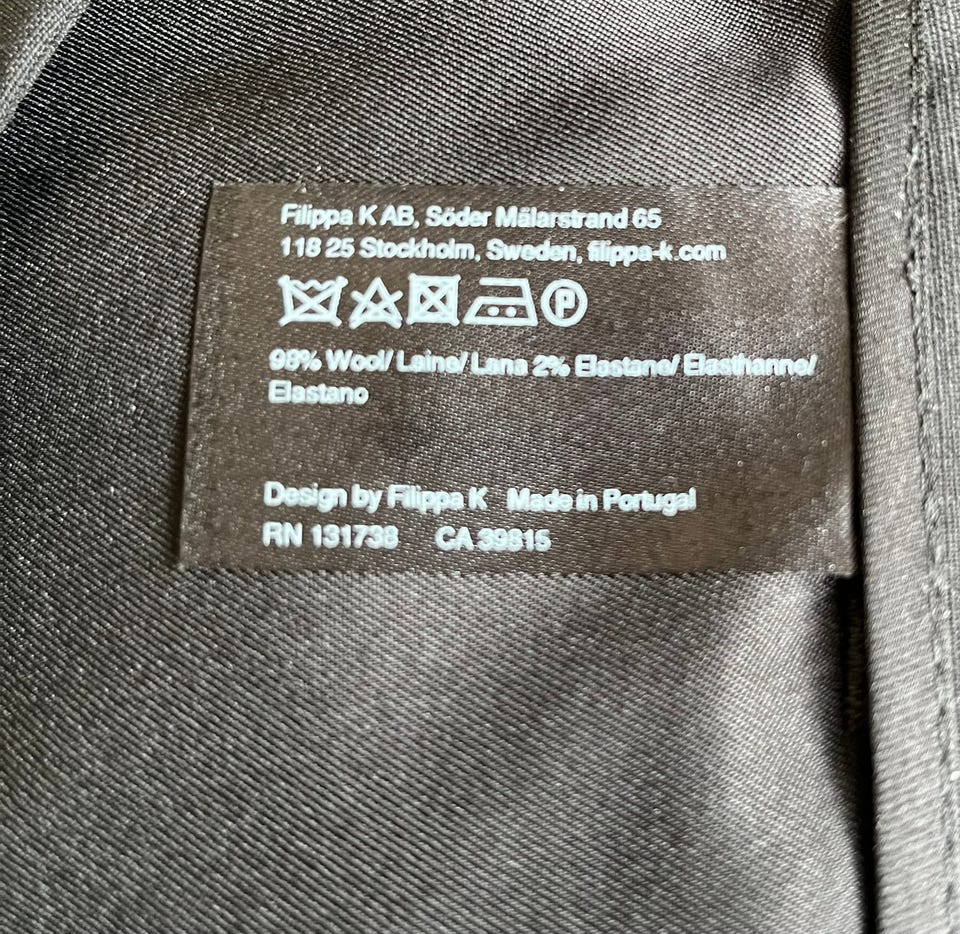 Filippa K AB, Söder Mälarstrand 65
118 25 Stockholm, Sweden, filippa-k.com
P
98% Wool/ Laine/ Lana 2% Elastane/ Elasthanne/
Elastano
Design by Filippa K Made in Portugal
RN 131738 CA 39815